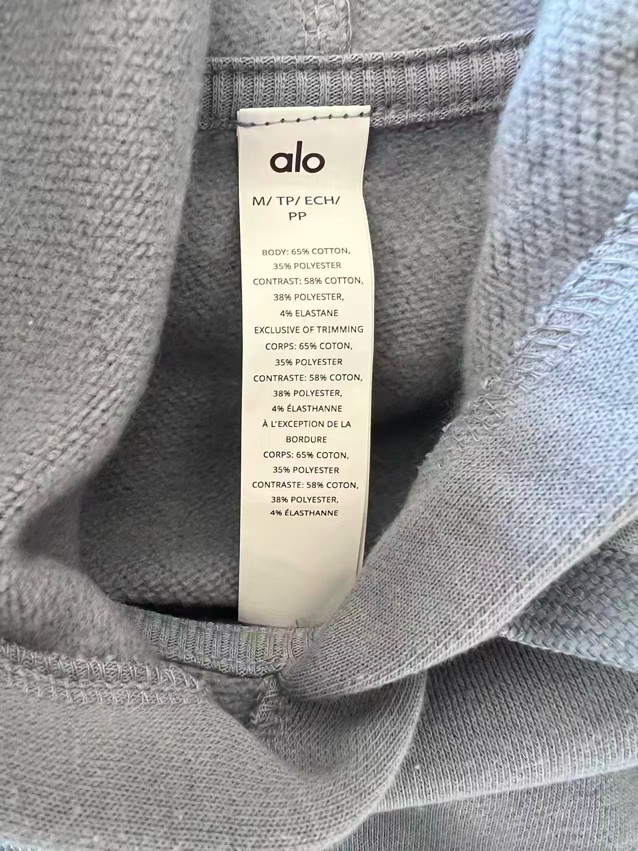 alo
M/ TP/ ECH/
PP
BODY: 65% COTTON,
35% POLYESTER
CONTRAST: 58% COTTON,
38% POLYESTER,
4% ELASTANE
EXCLUSIVE OF TRIMMING
CORPS: 65% COTON,
35% POLYESTER
CONTRASTE: 58% COTON,
38% POLYESTER,
4% ÉLASTHANNE
À L'EXCEPTION DE LA
BORDURE
CORPS: 65% COTON,
35% POLYESTER
CONTRASTE: 58% COTON,
38% POLYESTER,
4% ÉLASTHANNE